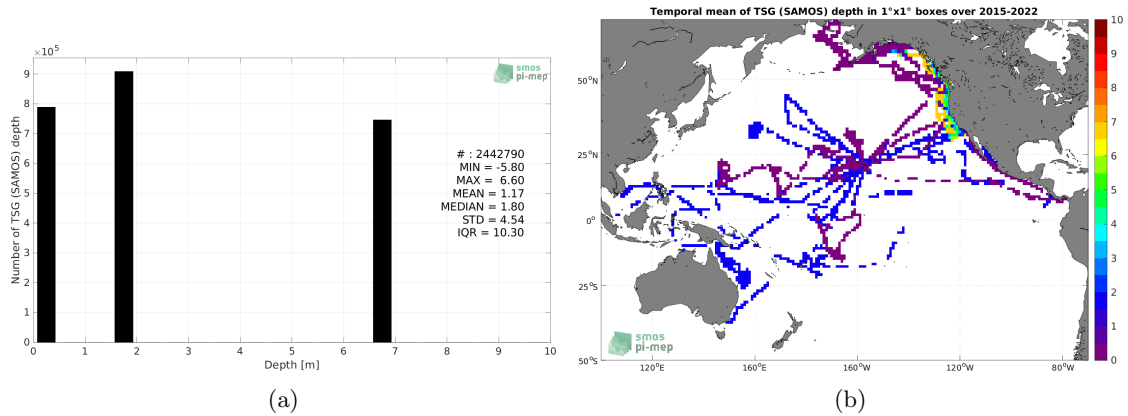 ×10⁵
9
8
7
6
5
4
3
2
1
0
Number of TSG (SAMOS) depth
0 1 2 3 4 5 6 7 8 9 10
Depth [m]
smos
pi-mep
# : 2442790
MIN = -5.80
MAX = 6.60
MEAN = 1.17
MEDIAN = 1.80
STD = 4.54
IQR = 10.30
(a)
Temporal mean of TSG (SAMOS) depth in 1°x1° boxes over 2015-2022
50°N
25°N
0°
25°S
50°S
120°E 160°E 160°W 120°W 80°W
smos
pi-mep
10
9
8
7
6
5
4
3
2
1
0
(b)